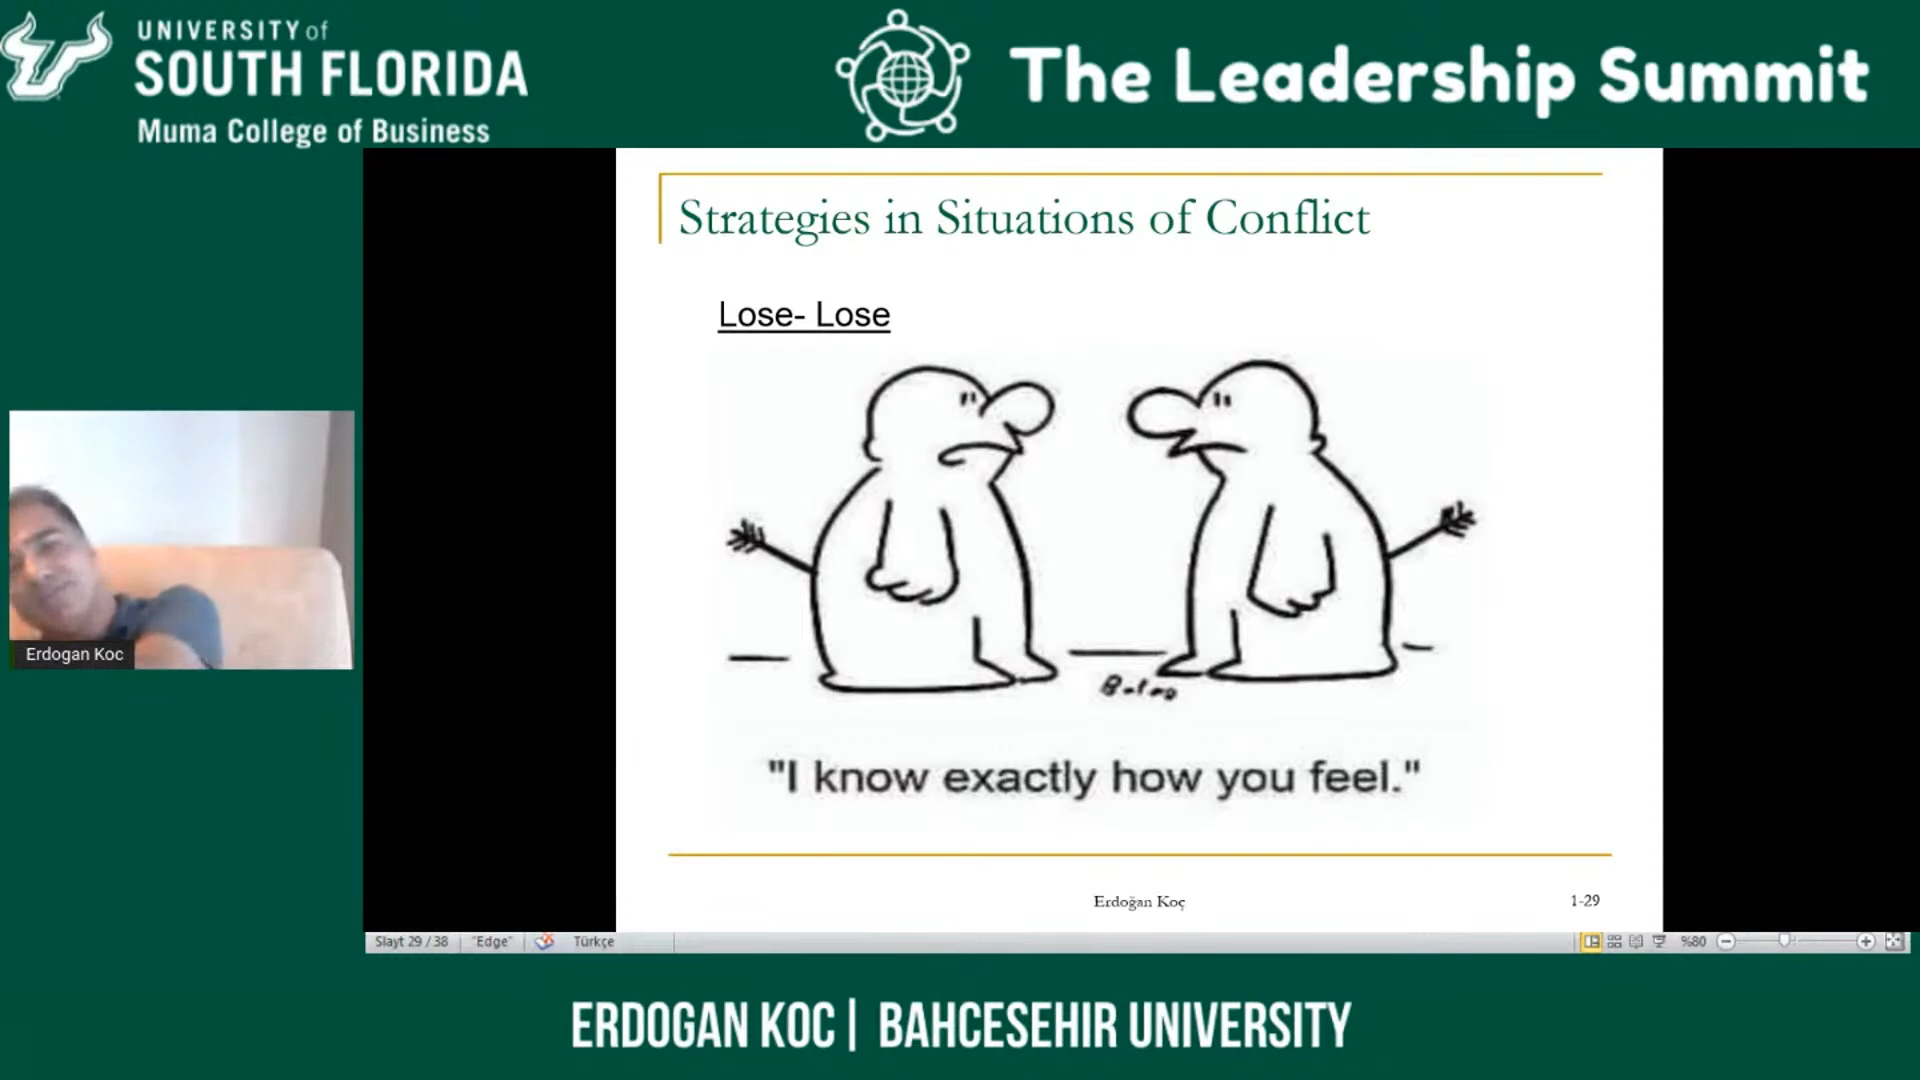 UNIVERSITY of
SOUTH FLORIDA
Muma College of Business
The Leadership Summit
Strategies in Situations of Conflict
Lose- Lose
"I know exactly how you feel."
Erdogan Koc
Erdoğan Koç
1-29
Slayt 29 / 38
"Edge"
Türkçe
%80
ERDOGAN KOC | BAHCESEHIR UNIVERSITY